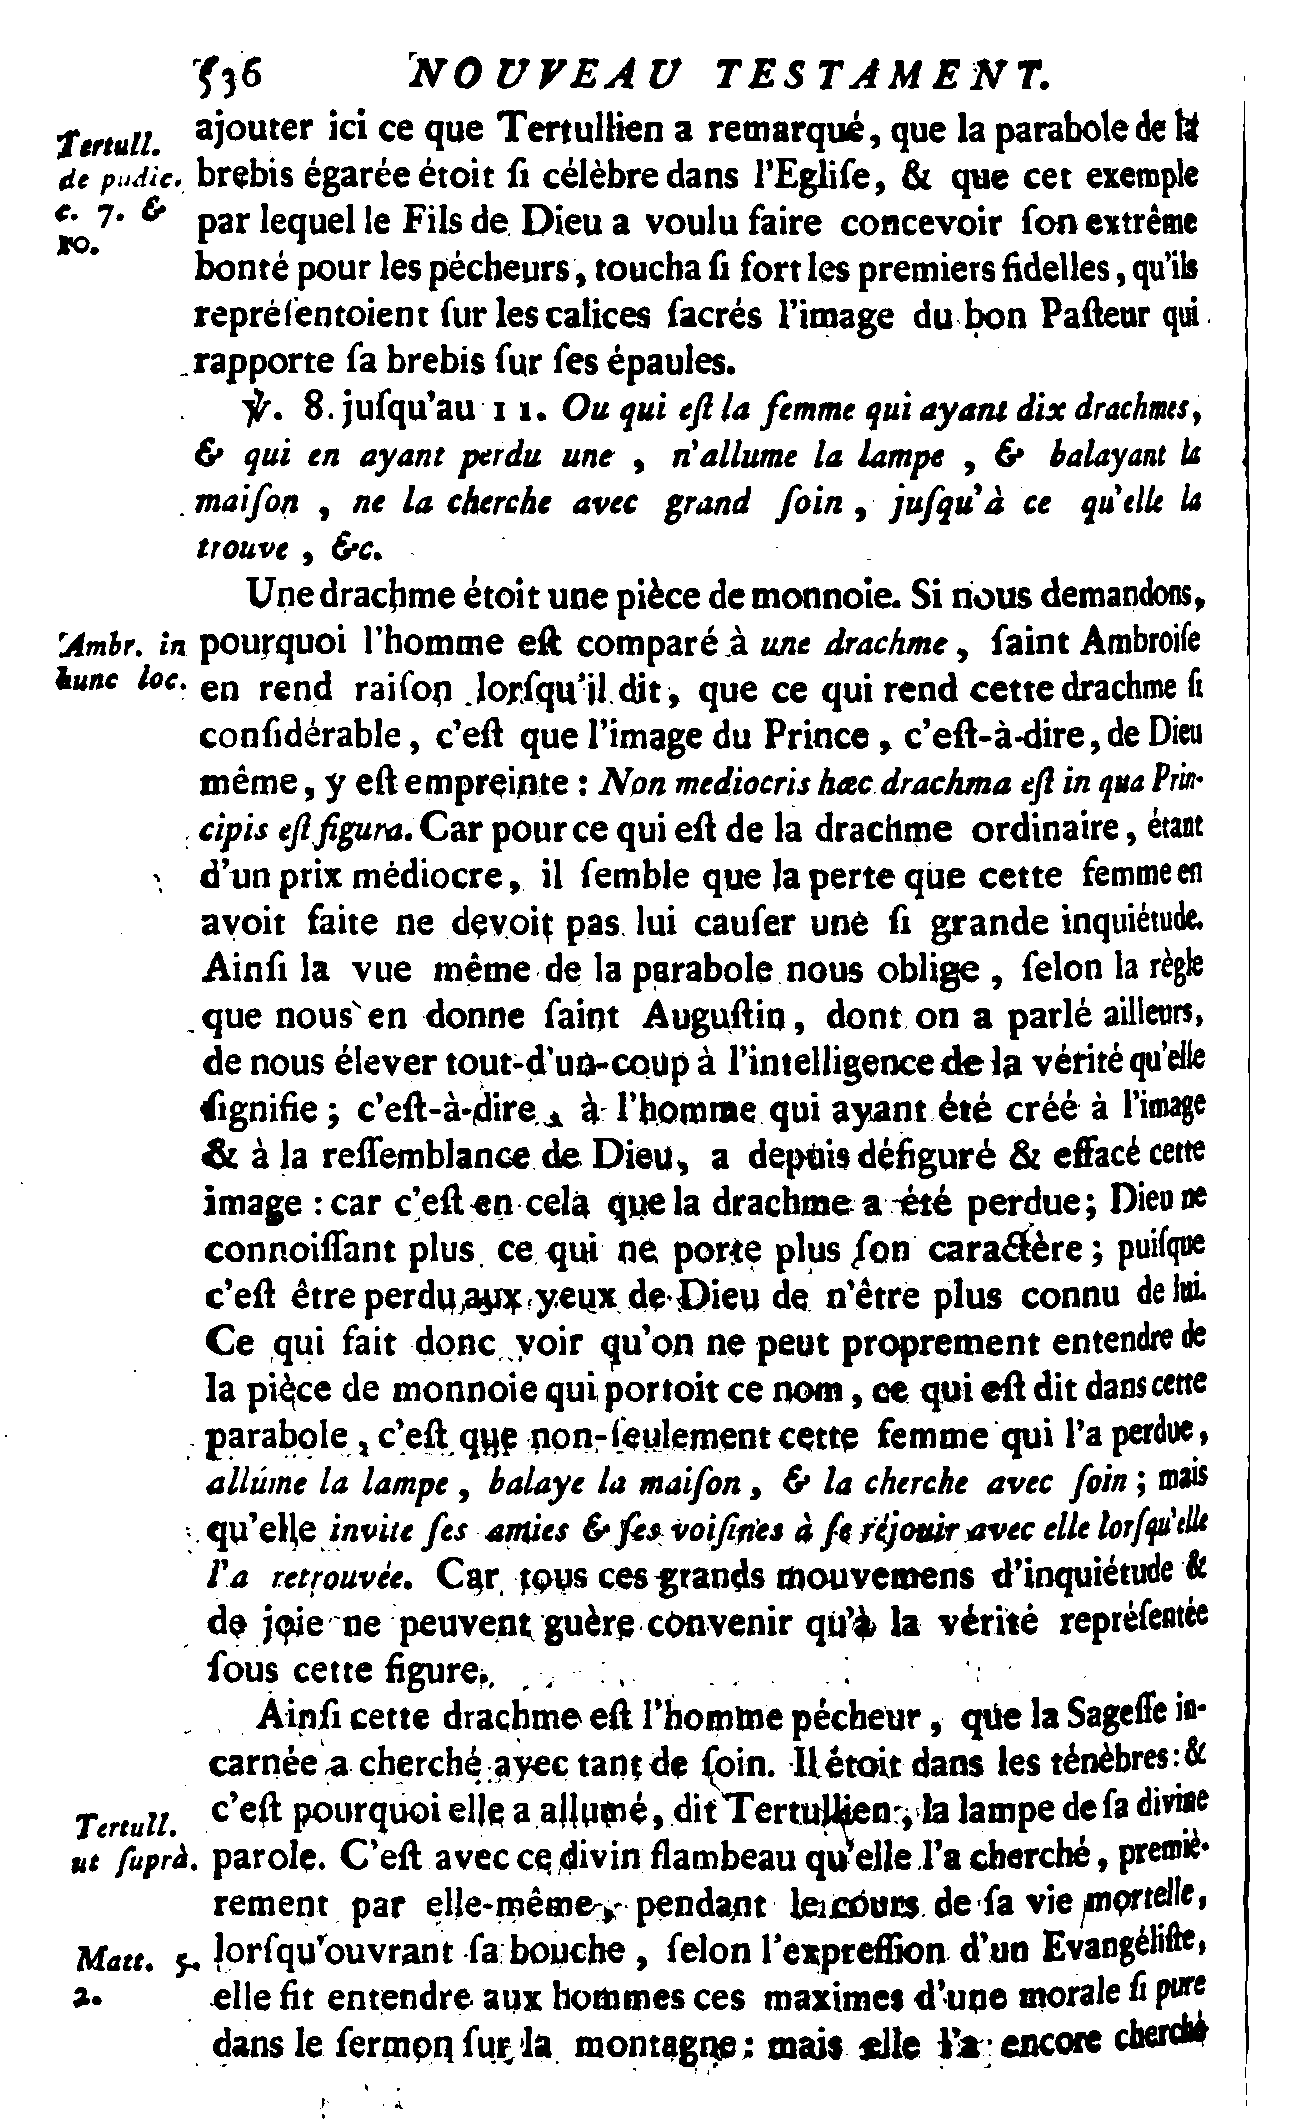 536 NOUVEAU TESTAMENT.
ajouter ici ce que Tertullien a remarqué, que la parabole de la
Tertull.
de pudic.
c. 7. &
10.
brebis égarée étoit ſi célèbre dans l'Egliſe, & que cet exemple
par lequel le Fils de Dieu a voulu faire concevoir ſon extrême
bonté pour les pécheurs, toucha ſi fort les premiers fidelles, qu'ils
repréſentoient ſur les calices ſacrés l'image du bon Paſteur qui
rapporte ſa brebis ſur ſes épaules.
℣. 8. juſqu'au 11. Ou qui eſt la femme qui ayant dix drachmes,
& qui en ayant perdu une, n'allume la lampe, & balayant la
maiſon, ne la cherche avec grand ſoin, juſqu'à ce qu'elle la
trouve, &c.
Une drachme étoit une pièce de monnoie. Si nous demandons,
Ambr. in
hunc loc.
pourquoi l'homme eſt comparé à une drachme, ſaint Ambroiſe
en rend raiſon lorſqu'il dit, que ce qui rend cette drachme ſi
conſidérable, c'eſt que l'image du Prince, c'eſt-à-dire, de Dieu
même, y eſt empreinte : Non mediocris hæc drachma eſt in qua Prin-
cipis eſt figura. Car pour ce qui eſt de la drachme ordinaire, étant
d'un prix médiocre, il ſemble que la perte que cette femme en
avoit faite ne devoit pas lui cauſer une ſi grande inquiétude.
Ainſi la vue même de la parabole nous oblige, ſelon la règle
que nous en donne ſaint Auguſtin, dont on a parlé ailleurs,
de nous élever tout-d'un-coup à l'intelligence de la vérité qu'elle
ſignifie ; c'eſt-à-dire, à l'homme qui ayant été créé à l'image
& à la reſſemblance de Dieu, a depuis défiguré & effacé cette
image : car c'eſt en cela que la drachme a été perdue ; Dieu ne
connoiſſant plus ce qui ne porte plus ſon caractère ; puiſque
c'eſt être perdu aux yeux de Dieu de n'être plus connu de lui.
Ce qui fait donc voir qu'on ne peut proprement entendre de
la pièce de monnoie qui portoit ce nom, ce qui eſt dit dans cette
parabole, c'eſt que non-ſeulement cette femme qui l'a perdue,
allume la lampe, balaye la maiſon, & la cherche avec ſoin ; mais
qu'elle invite ſes amies & ſes voiſines à ſe réjouir avec elle lorſqu'elle
l'a retrouvée. Car tous ces grands mouvemens d'inquiétude &
de joie ne peuvent guère convenir qu'à la vérité repréſentée
ſous cette figure.
Ainſi cette drachme eſt l'homme pécheur, que la Sageſſe in-
carnée a cherché avec tant de ſoin. Il étoit dans les ténèbres : &
c'eſt pourquoi elle a allumé, dit Tertullien, la lampe de ſa divine
Tertull.
ut ſuprà.
parole. C'eſt avec ce divin flambeau qu'elle l'a cherché, premiè-
rement par elle-même, pendant le cours de ſa vie mortelle,
Matt. 5.
2.
lorſqu'ouvrant ſa bouche, ſelon l'expreſſion d'un Evangéliſte,
elle fit entendre aux hommes ces maximes d'une morale ſi pure
dans le ſermon ſur la montagne : mais elle l'a encore cherché